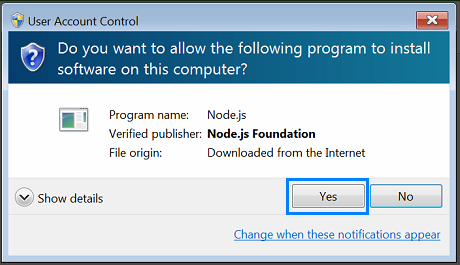 User Account Control
Do you want to allow the following program to install
software on this computer?
Program name: Node.js
Verified publisher: Node.js Foundation
File origin: Downloaded from the Internet
Show details
Yes
No
Change when these notifications appear